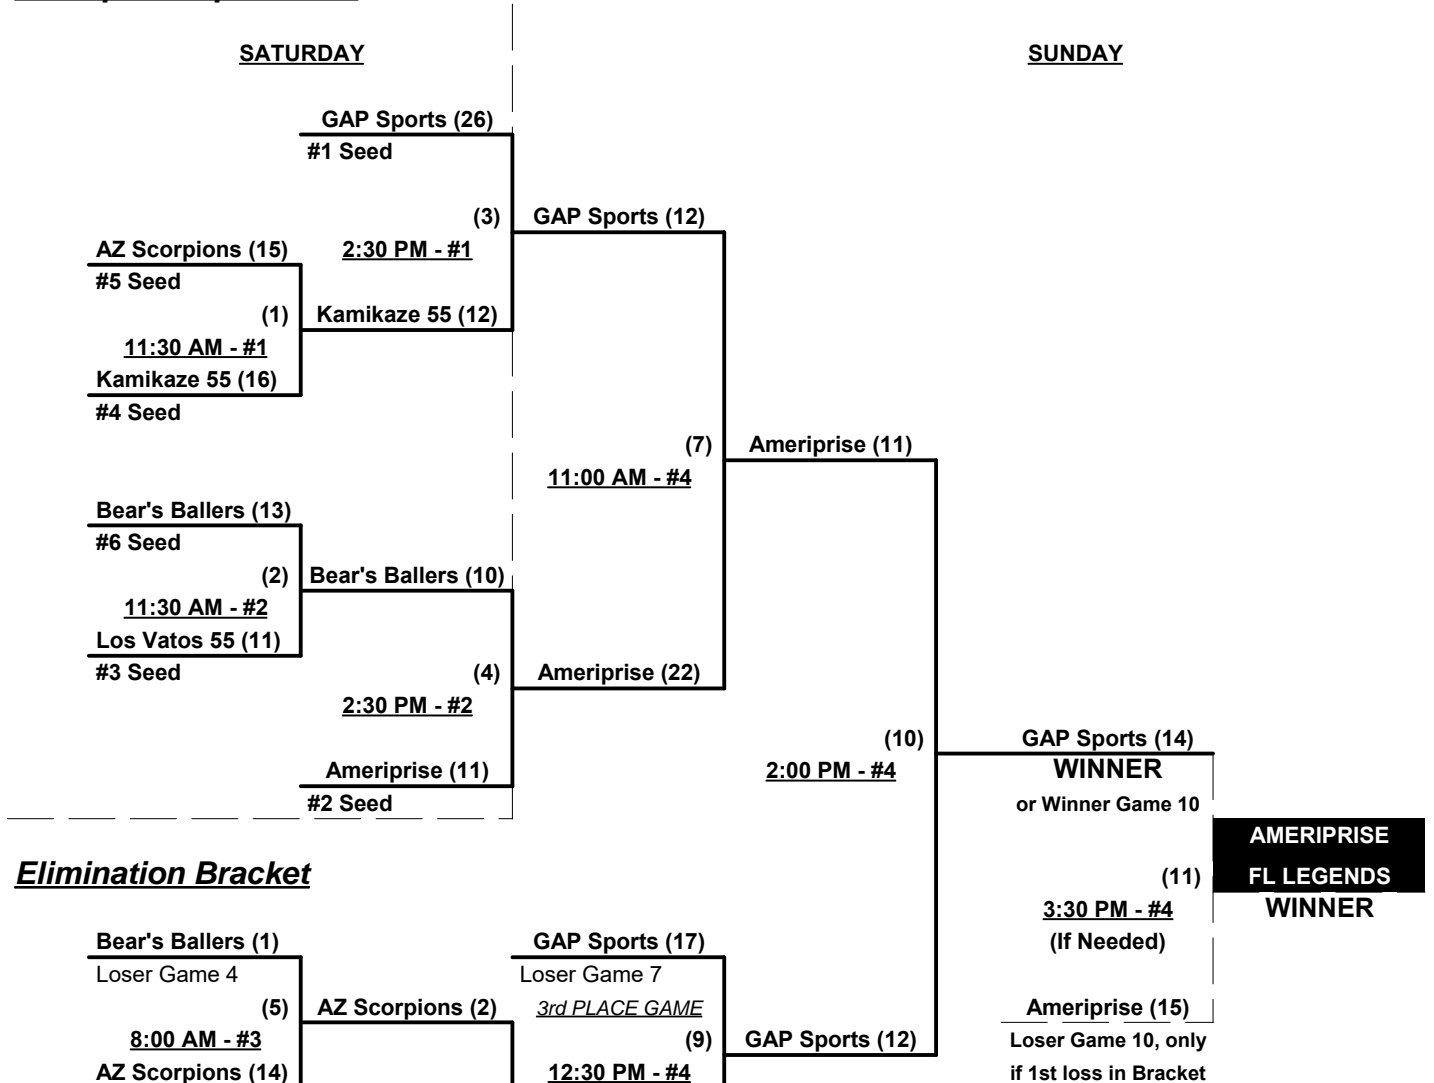 SATURDAY
SUNDAY
GAP Sports (26)
#1 Seed
(3)
GAP Sports (12)
AZ Scorpions (15)
2:30 PM - #1
#5 Seed
(1)
Kamikaze 55 (12)
11:30 AM - #1
Kamikaze 55 (16)
#4 Seed
(7)
Ameriprise (11)
11:00 AM - #4
Bear's Ballers (13)
#6 Seed
(2)
Bear's Ballers (10)
11:30 AM - #2
Los Vatos 55 (11)
#3 Seed
(4)
Ameriprise (22)
2:30 PM - #2
(10)
GAP Sports (14)
Ameriprise (11)
2:00 PM - #4
WINNER
#2 Seed
or Winner Game 10
AMERIPRISE
Elimination Bracket
(11)
FL LEGENDS
3:30 PM - #4
WINNER
Bear's Ballers (1)
GAP Sports (17)
(If Needed)
Loser Game 4
Loser Game 7
(5)
AZ Scorpions (2)
3rd PLACE GAME
Ameriprise (15)
8:00 AM - #3
(9)
GAP Sports (12)
Loser Game 10, only
AZ Scorpions (14)
12:30 PM - #4
if 1st loss in Bracket